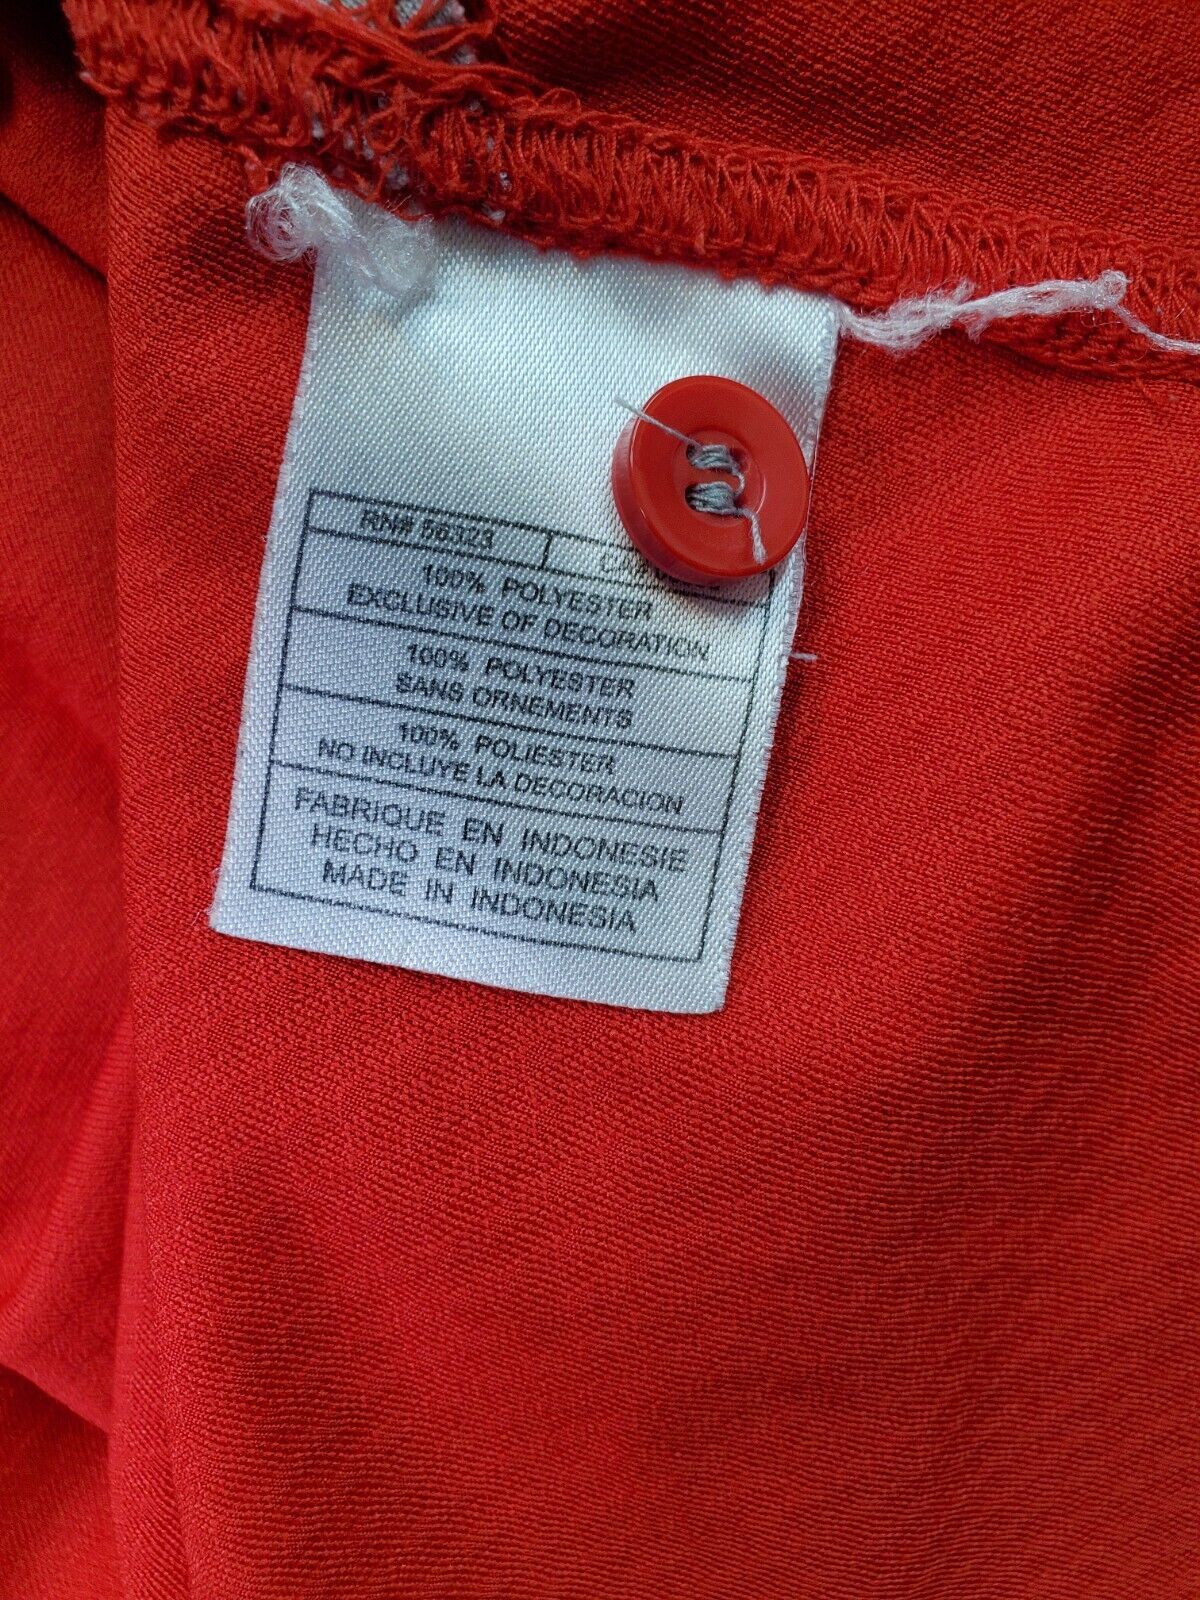 RN# 56323
100% POLYESTER
EXCLUSIVE OF DECORATION
100% POLYESTER
SANS ORNEMENTS
100% POLIESTER
NO INCLUYE LA DECORACION
FABRIQUE EN INDONESIE
HECHO EN INDONESIA
MADE IN INDONESIA